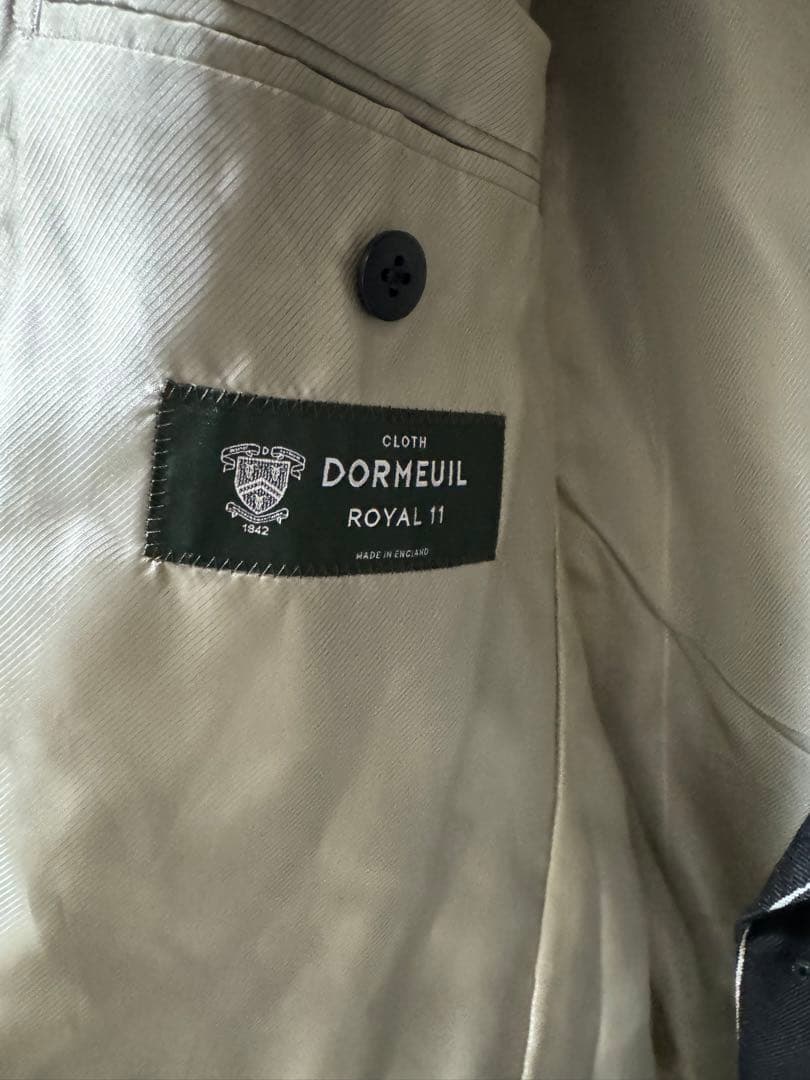 CLOTH
DORMEUIL
ROYAL 11
MADE IN ENGLAND
D
1842